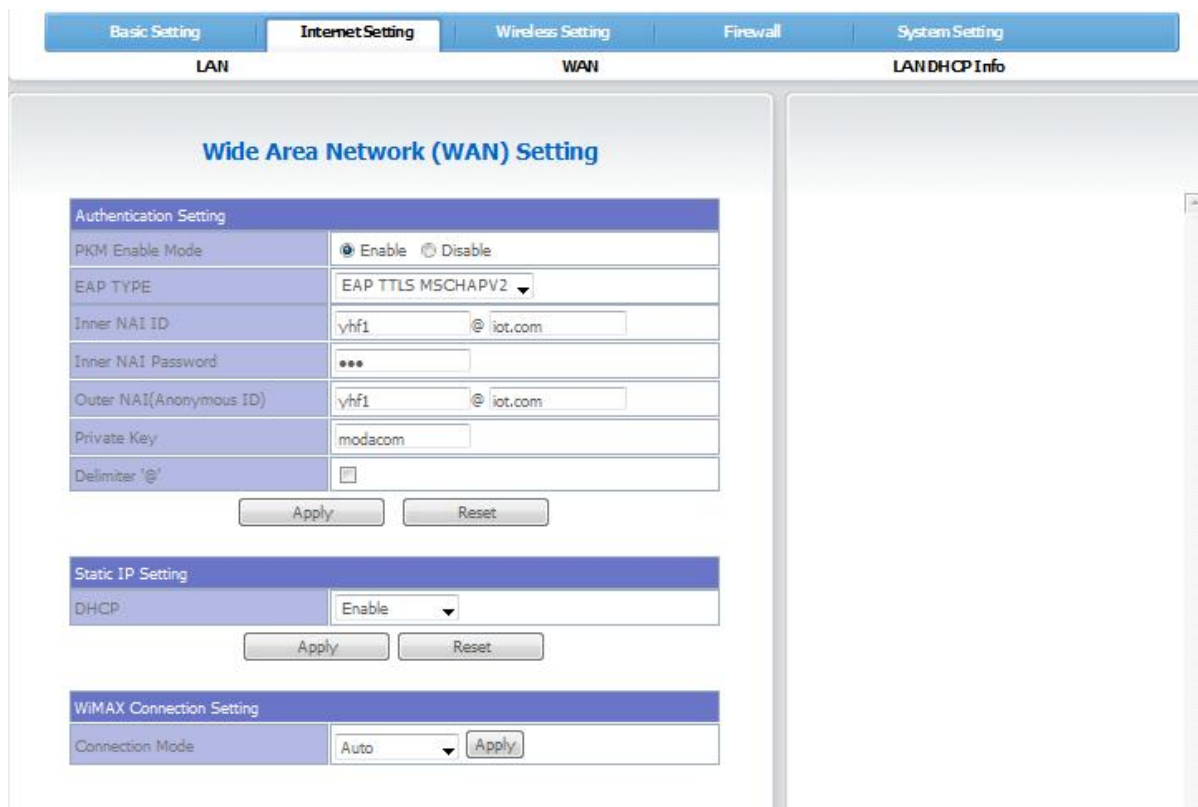 Basic Setting Internet Setting Wireless Setting Firewall System Setting
LAN WAN LAN DHCP Info
Wide Area Network (WAN) Setting
Authentication Setting
PKM Enable Mode Enable Disable
EAP TYPE EAP TTLS MSCHAPV2
Inner NAI ID yhf1 @ iot.com
Inner NAI Password •••
Outer NAI(Anonymous ID) yhf1 @ iot.com
Private Key modacom
Delimiter '@'
Apply Reset
Static IP Setting
DHCP Enable
Apply Reset
WiMAX Connection Setting
Connection Mode Auto Apply